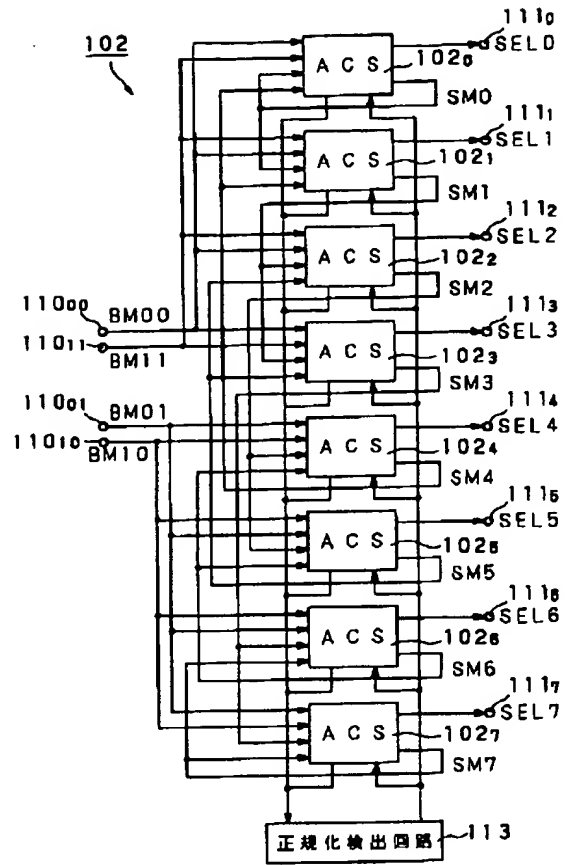 102
111₀
SEL0
ACS
102₀
SM0
111₁
SEL1
ACS
102₁
SM1
111₂
SEL2
ACS
102₂
SM2
110₀₀
BM00
110₁₁
BM11
111₃
SEL3
ACS
102₃
SM3
110₀₁
BM01
110₁₀
BM10
111₄
SEL4
ACS
102₄
SM4
111₅
SEL5
ACS
102₅
SM5
111₆
SEL6
ACS
102₆
SM6
111₇
SEL7
ACS
102₇
SM7
正規化検出回路
113